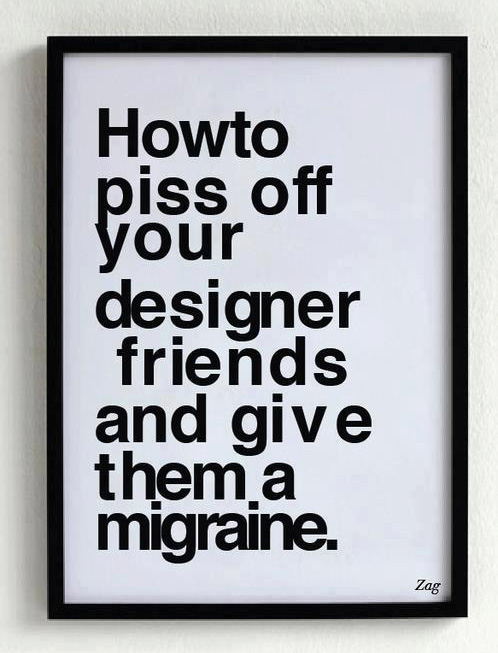 Howto
piss off
your
designer
friends
and give
them a
migraine.
Zag